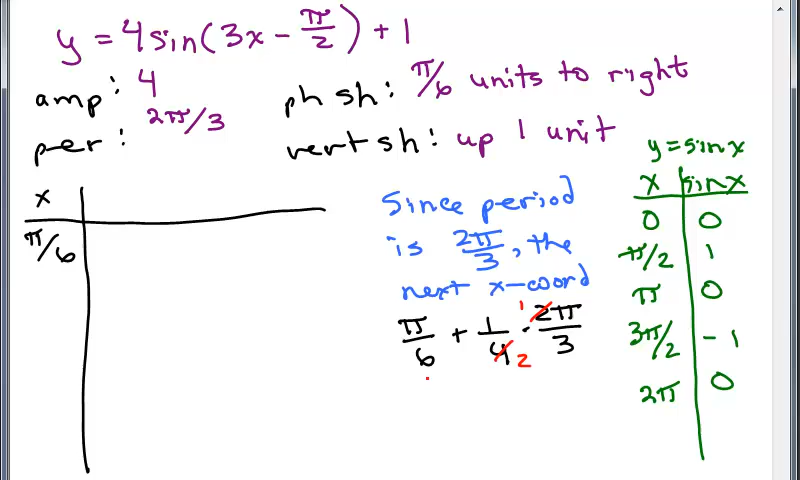 y = 4 sin(3x - π/2) + 1
amp: 4
per: 2π/3
ph sh: π/6 units to right
vert sh: up 1 unit
x
π/6
Since period
is 2π/3, the
next x-coord
π/6 + 1/4 · 2π/3
1
2
y = sin x
x sin x
0 0
π/2 1
π 0
3π/2 -1
2π 0